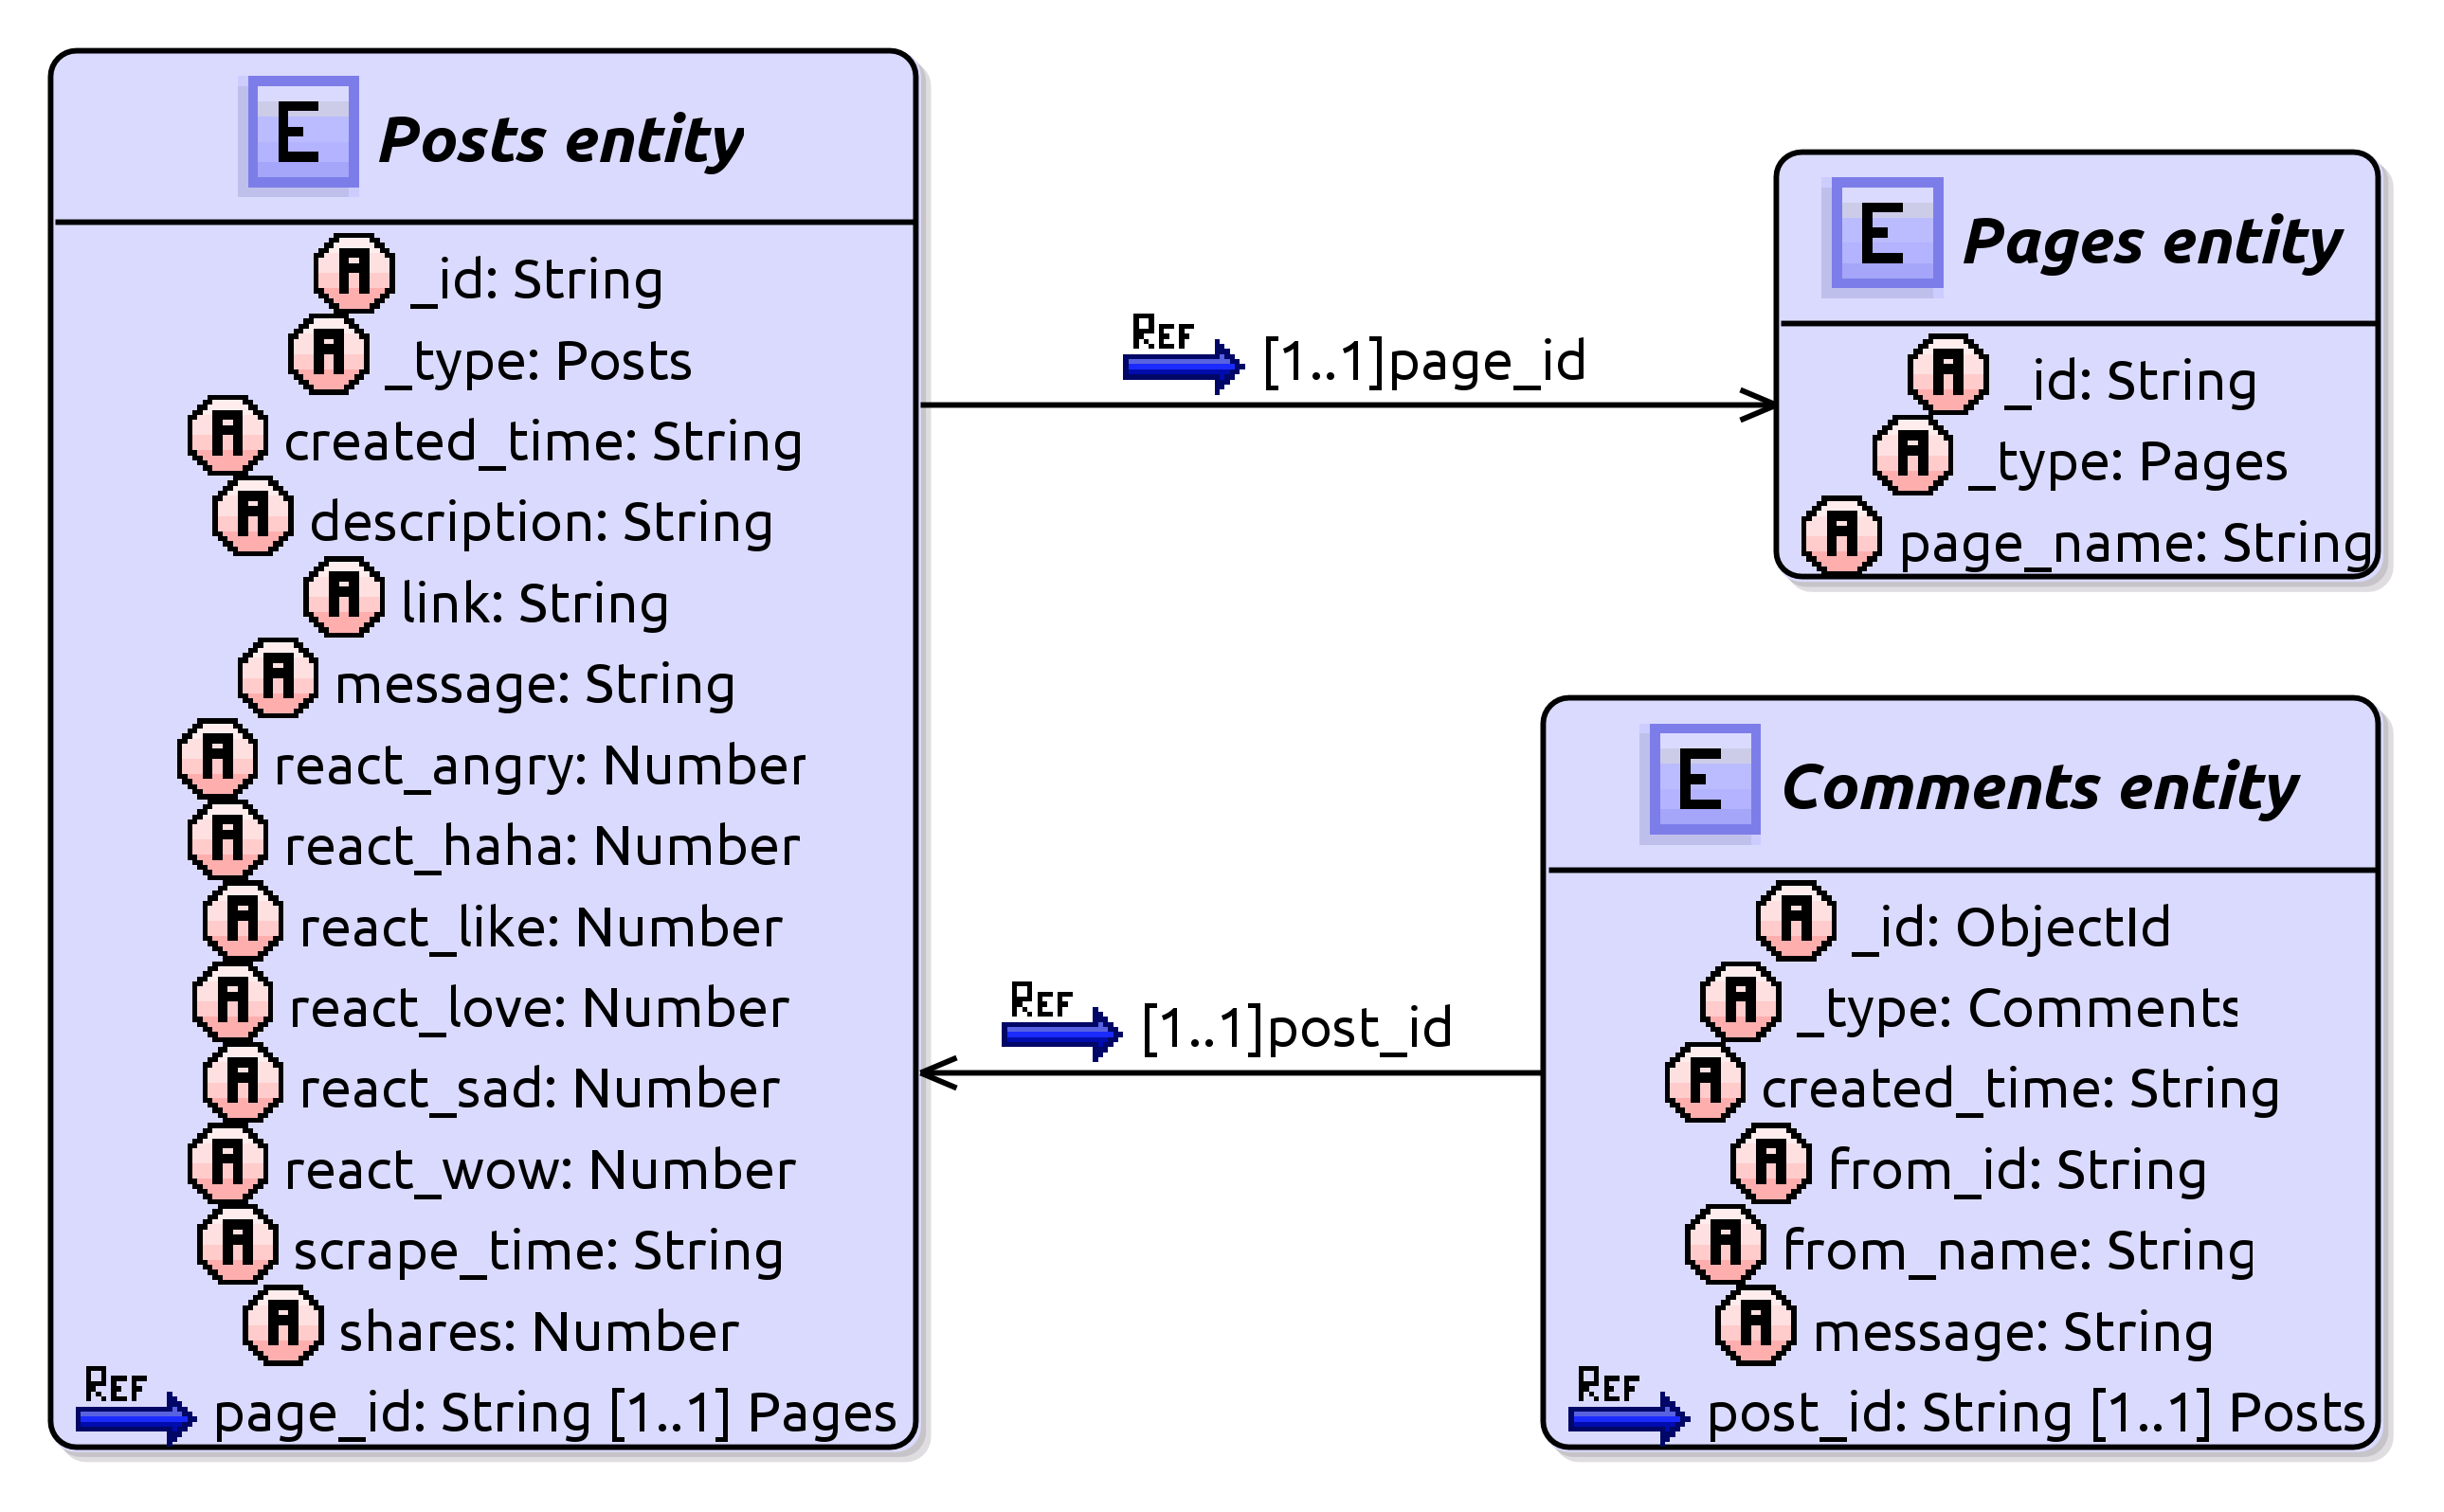 E Posts entity
A _id: String
A _type: Posts
A created_time: String
A description: String
A link: String
A message: String
A react_angry: Number
A react_haha: Number
A react_like: Number
A react_love: Number
A react_sad: Number
A react_wow: Number
A scrape_time: String
A shares: Number
REF page_id: String [1..1] Pages
REF [1..1]page_id
E Pages entity
A _id: String
A _type: Pages
A page_name: String
REF [1..1]post_id
E Comments entity
A _id: ObjectId
A _type: Comments
A created_time: String
A from_id: String
A from_name: String
A message: String
REF post_id: String [1..1] Posts